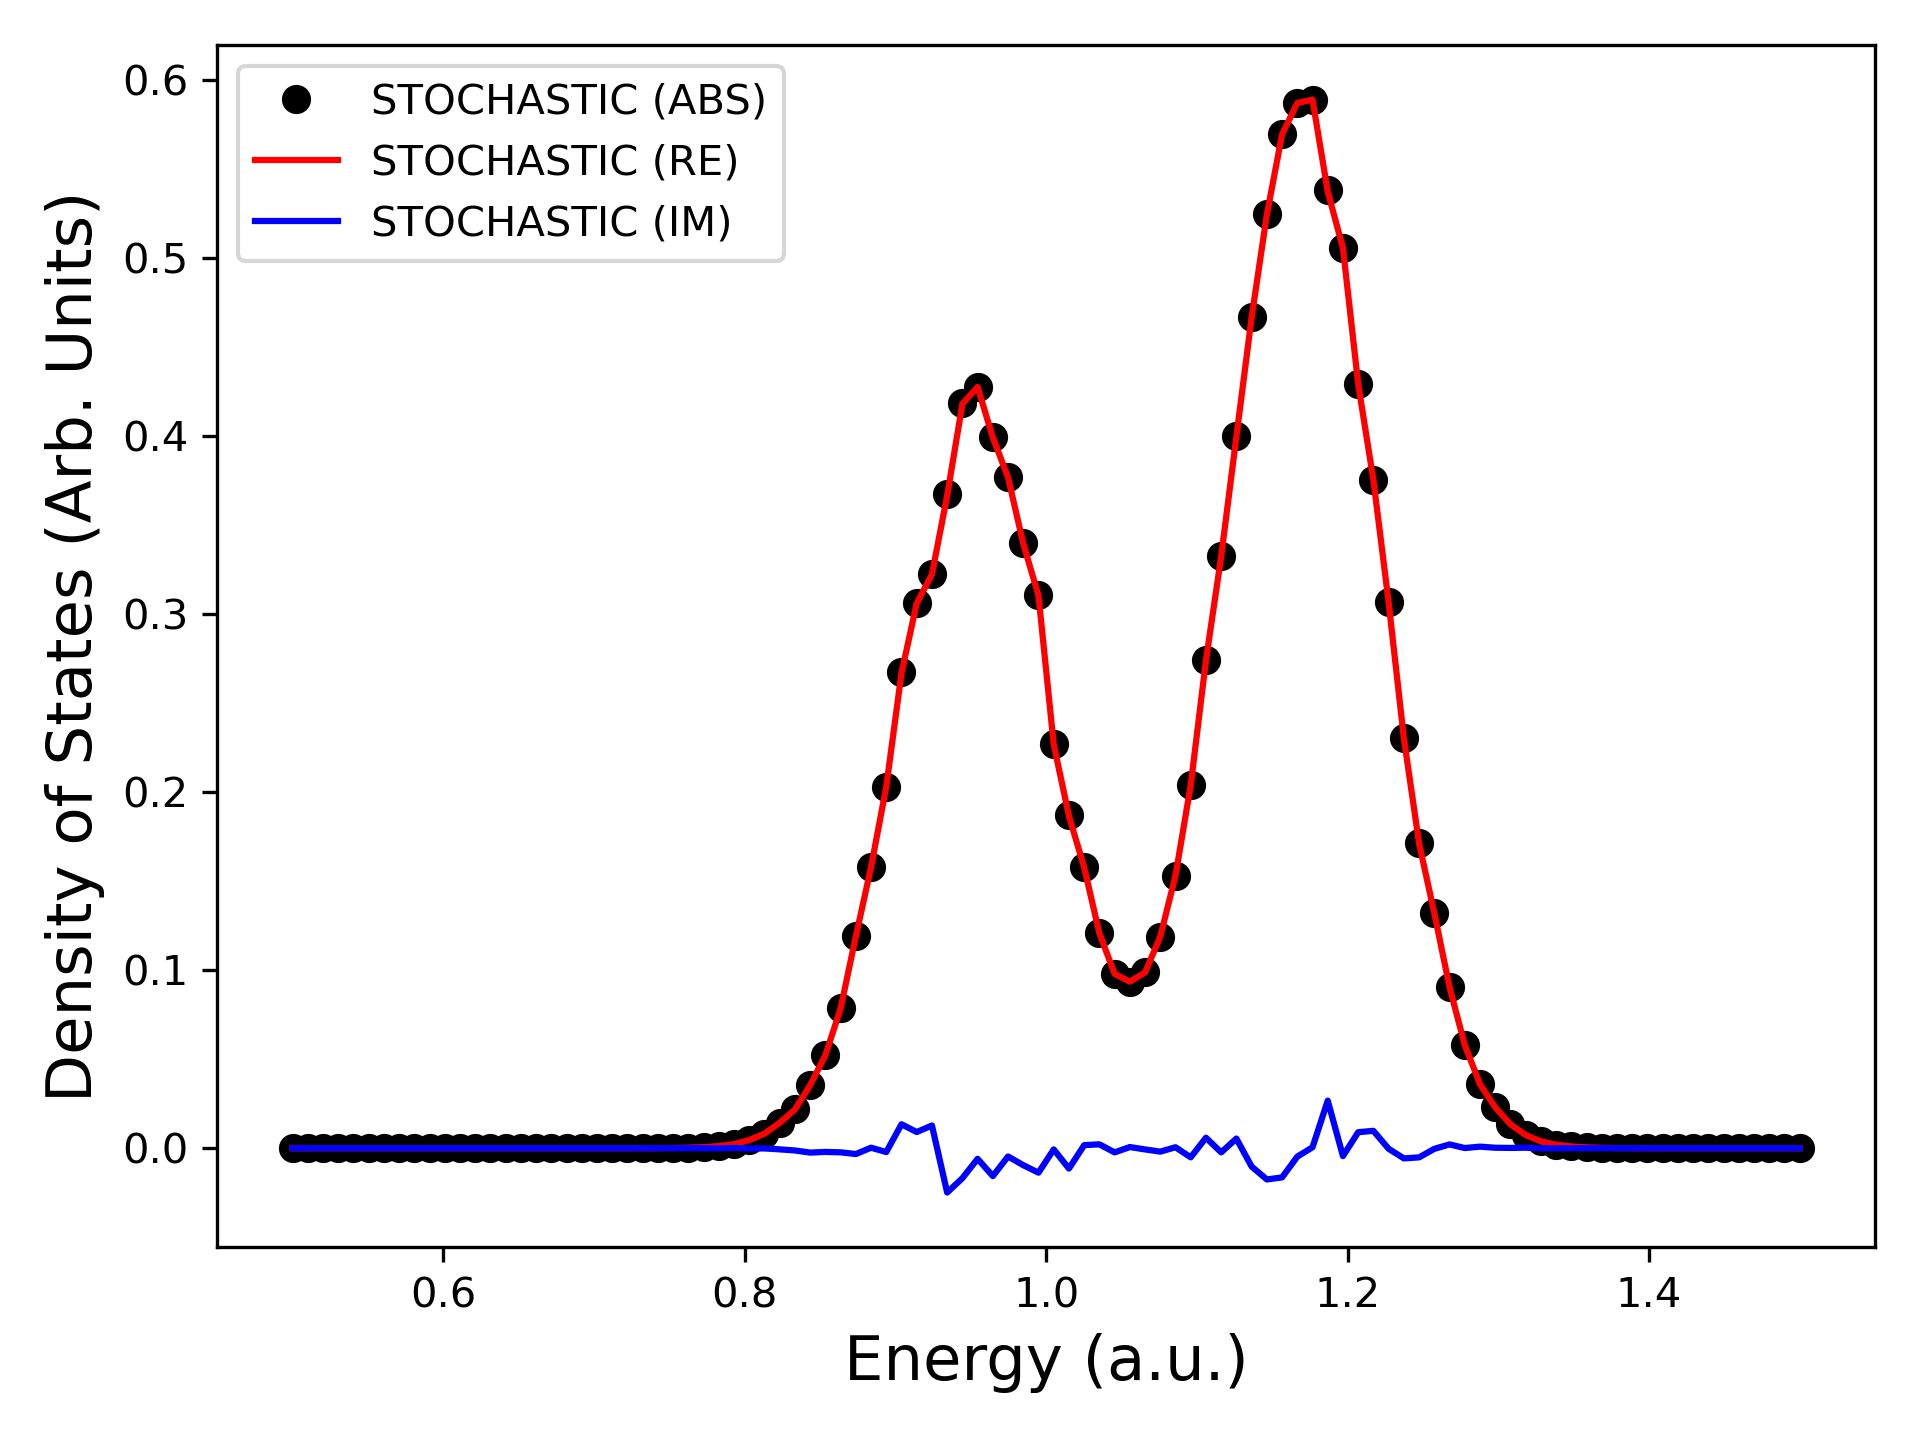 STOCHASTIC (ABS)
STOCHASTIC (RE)
STOCHASTIC (IM)
Density of States (Arb. Units)
0.6
0.5
0.4
0.3
0.2
0.1
0.0
0.6 0.8 1.0 1.2 1.4
Energy (a.u.)